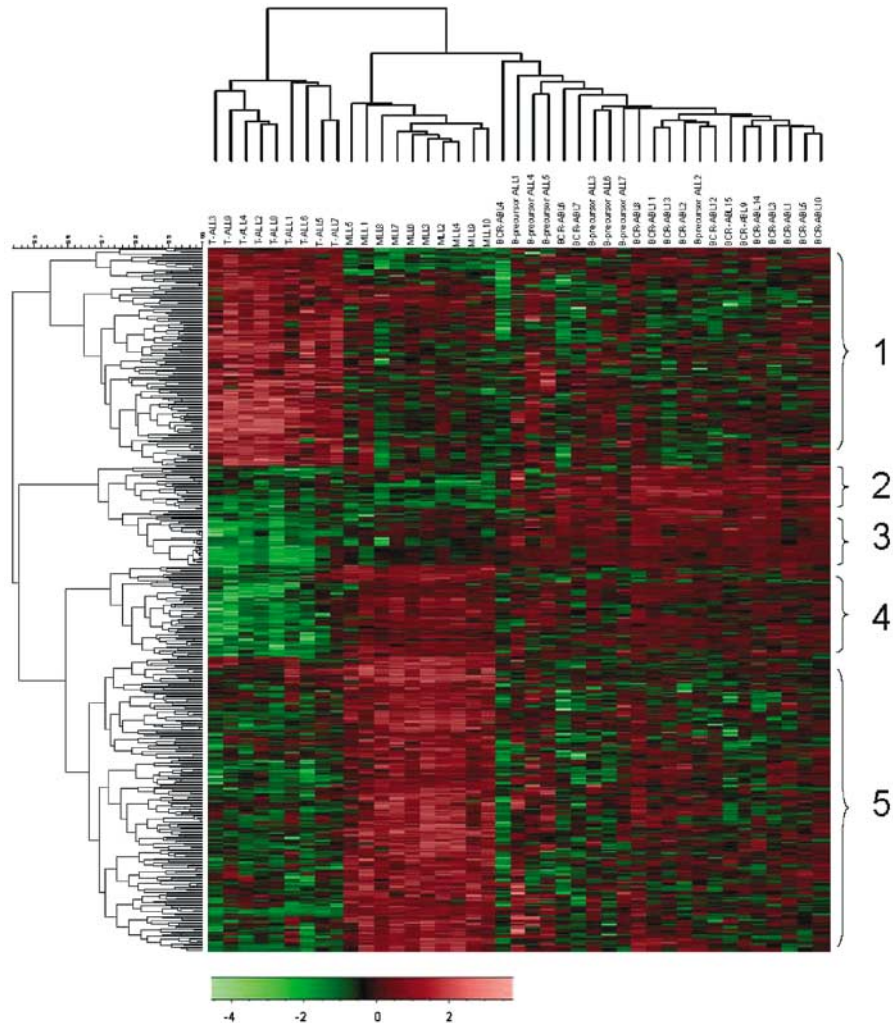 T-ALL3
T-ALL9
T-ALL4
T-ALL2
T-ALL8
T-ALL1
T-ALL6
T-ALL5
T-ALL7
MLL5
MLL1
MLL8
MLL7
MLL6
MLL3
MLL2
MLL4
MLL9
MLL10
BCR-ABL4
B-precursor ALL1
B-precursor ALL4
B-precursor ALL5
BCR-ABL6
BCR-ABL7
B-precursor ALL3
B-precursor ALL6
B-precursor ALL7
BCR-ABL8
BCR-ABL11
BCR-ABL13
BCR-ABL2
B-precursor ALL2
BCR-ABL12
BCR-ABL15
BCR-ABL9
BCR-ABL14
BCR-ABL3
BCR-ABL1
BCR-ABL5
BCR-ABL10
1
2
3
4
5
-4 -2 0 2